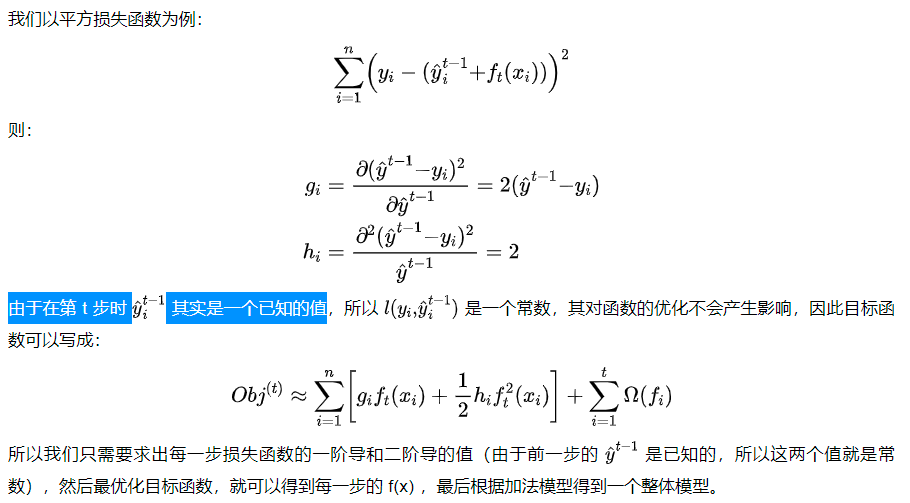 我们以平方损失函数为例：
\sum_{i=1}^{n}\left(y_i-(\hat{y}_i^{t-1}+f_t(x_i))\right)^2
则：
g_i=\frac{\partial(\hat{y}^{t-1}-y_i)^2}{\partial\hat{y}^{t-1}}=2(\hat{y}^{t-1}-y_i)
h_i=\frac{\partial^2(\hat{y}^{t-1}-y_i)^2}{\hat{y}^{t-1}}=2
由于在第 t 步时 \hat{y}_i^{t-1} 其实是一个已知的值，所以 l(y_i,\hat{y}_i^{t-1}) 是一个常数，其对函数的优化不会产生影响，因此目标函
数可以写成：
Obj^{(t)}\approx\sum_{i=1}^{n}\left[g_if_t(x_i)+\frac{1}{2}h_if_t^2(x_i)\right]+\sum_{i=1}^{t}\Omega(f_i)
所以我们只需要求出每一步损失函数的一阶导和二阶导的值（由于前一步的 \hat{y}^{t-1} 是已知的，所以这两个值就是常
数），然后最优化目标函数，就可以得到每一步的 f(x) ，最后根据加法模型得到一个整体模型。